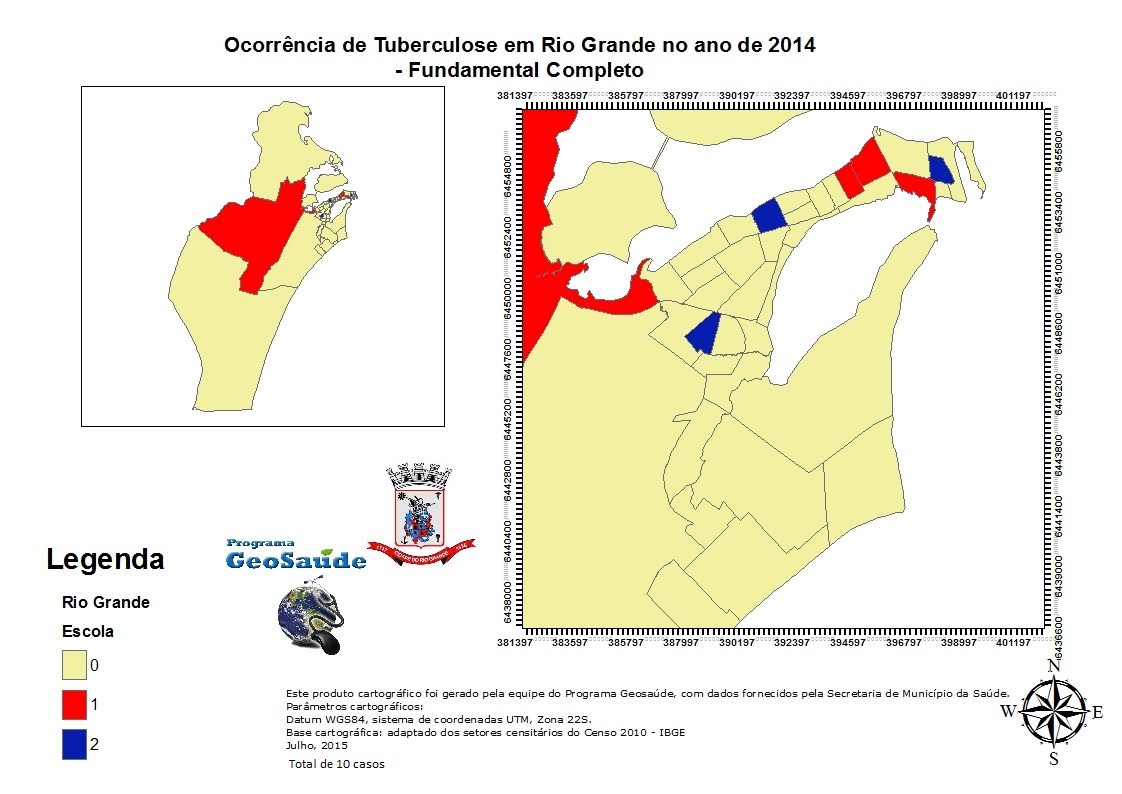 Ocorrência de Tuberculose em Rio Grande no ano de 2014
- Fundamental Completo
381397 383597 385797 387997 390197 392397 394597 396797 398997 401197
6454800 6452400 6450000 6447600 6445200 6442800 6440400 6438000
6455800 6453400 6451000 6448600 6446200 6443800 6441400 6439000 6436600
381397 383597 385797 387997 390197 392397 394597 396797 398997 401197
Programa
GeoSaúde
Legenda
Rio Grande
Escola
0
1
2
Este produto cartográfico foi gerado pela equipe do Programa Geosaúde, com dados fornecidos pela Secretaria de Município da Saúde.
Parâmetros cartográficos:
Datum WGS84, sistema de coordenadas UTM, Zona 22S.
Base cartográfica: adaptado dos setores censitários do Censo 2010 - IBGE
Julho, 2015
Total de 10 casos
N
W E
S